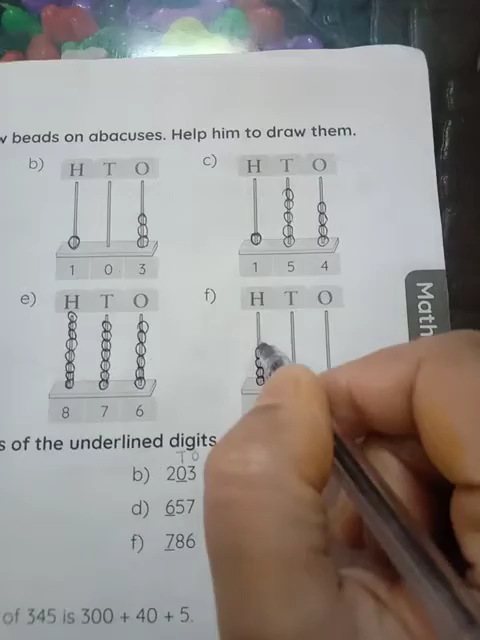 beads on abacuses. Help him to draw them.
b) H T O
c) H T O
1 0 3
1 5 4
e) H T O
f) H T O
Math
8 7 6
s of the underlined digits
T O
b) 203
d) 657
f) 786
of 345 is 300 + 40 + 5.